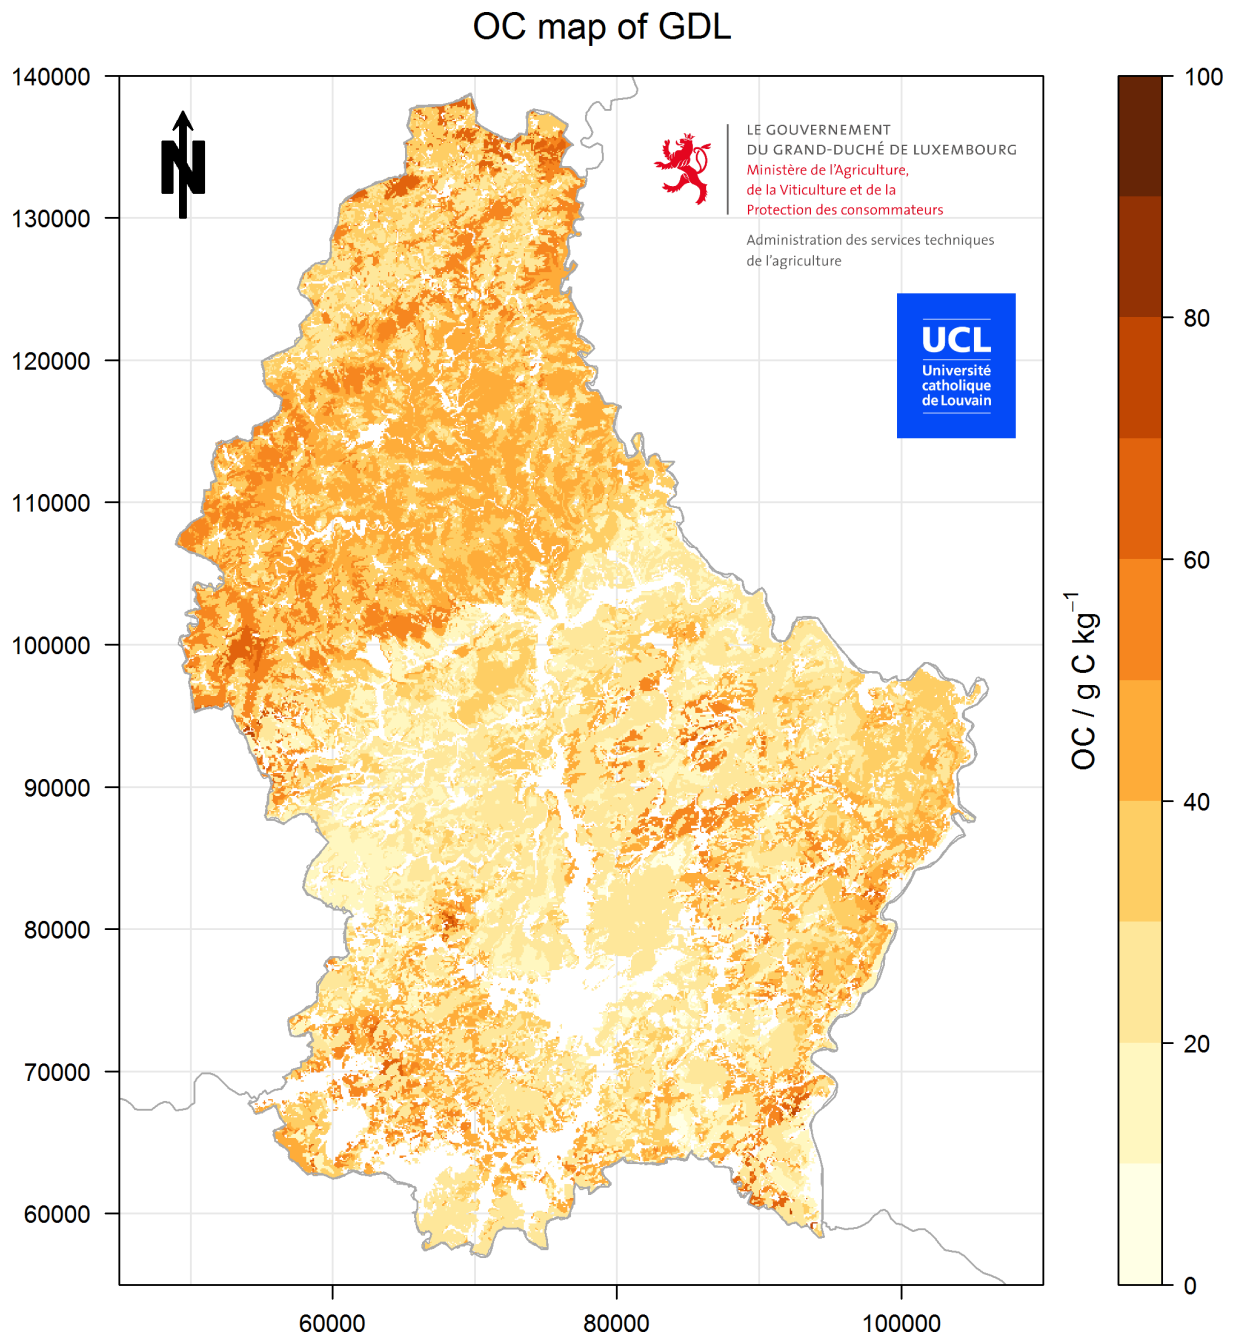 OC map of GDL
140000
130000
120000
110000
100000
90000
80000
70000
60000
60000
80000
100000
N
LE GOUVERNEMENT
DU GRAND-DUCHÉ DE LUXEMBOURG
Ministère de l'Agriculture,
de la Viticulture et de la
Protection des consommateurs
Administration des services techniques
de l'agriculture
UCL
Université
catholique
de Louvain
100
80
60
40
20
0
OC / g C kg⁻¹